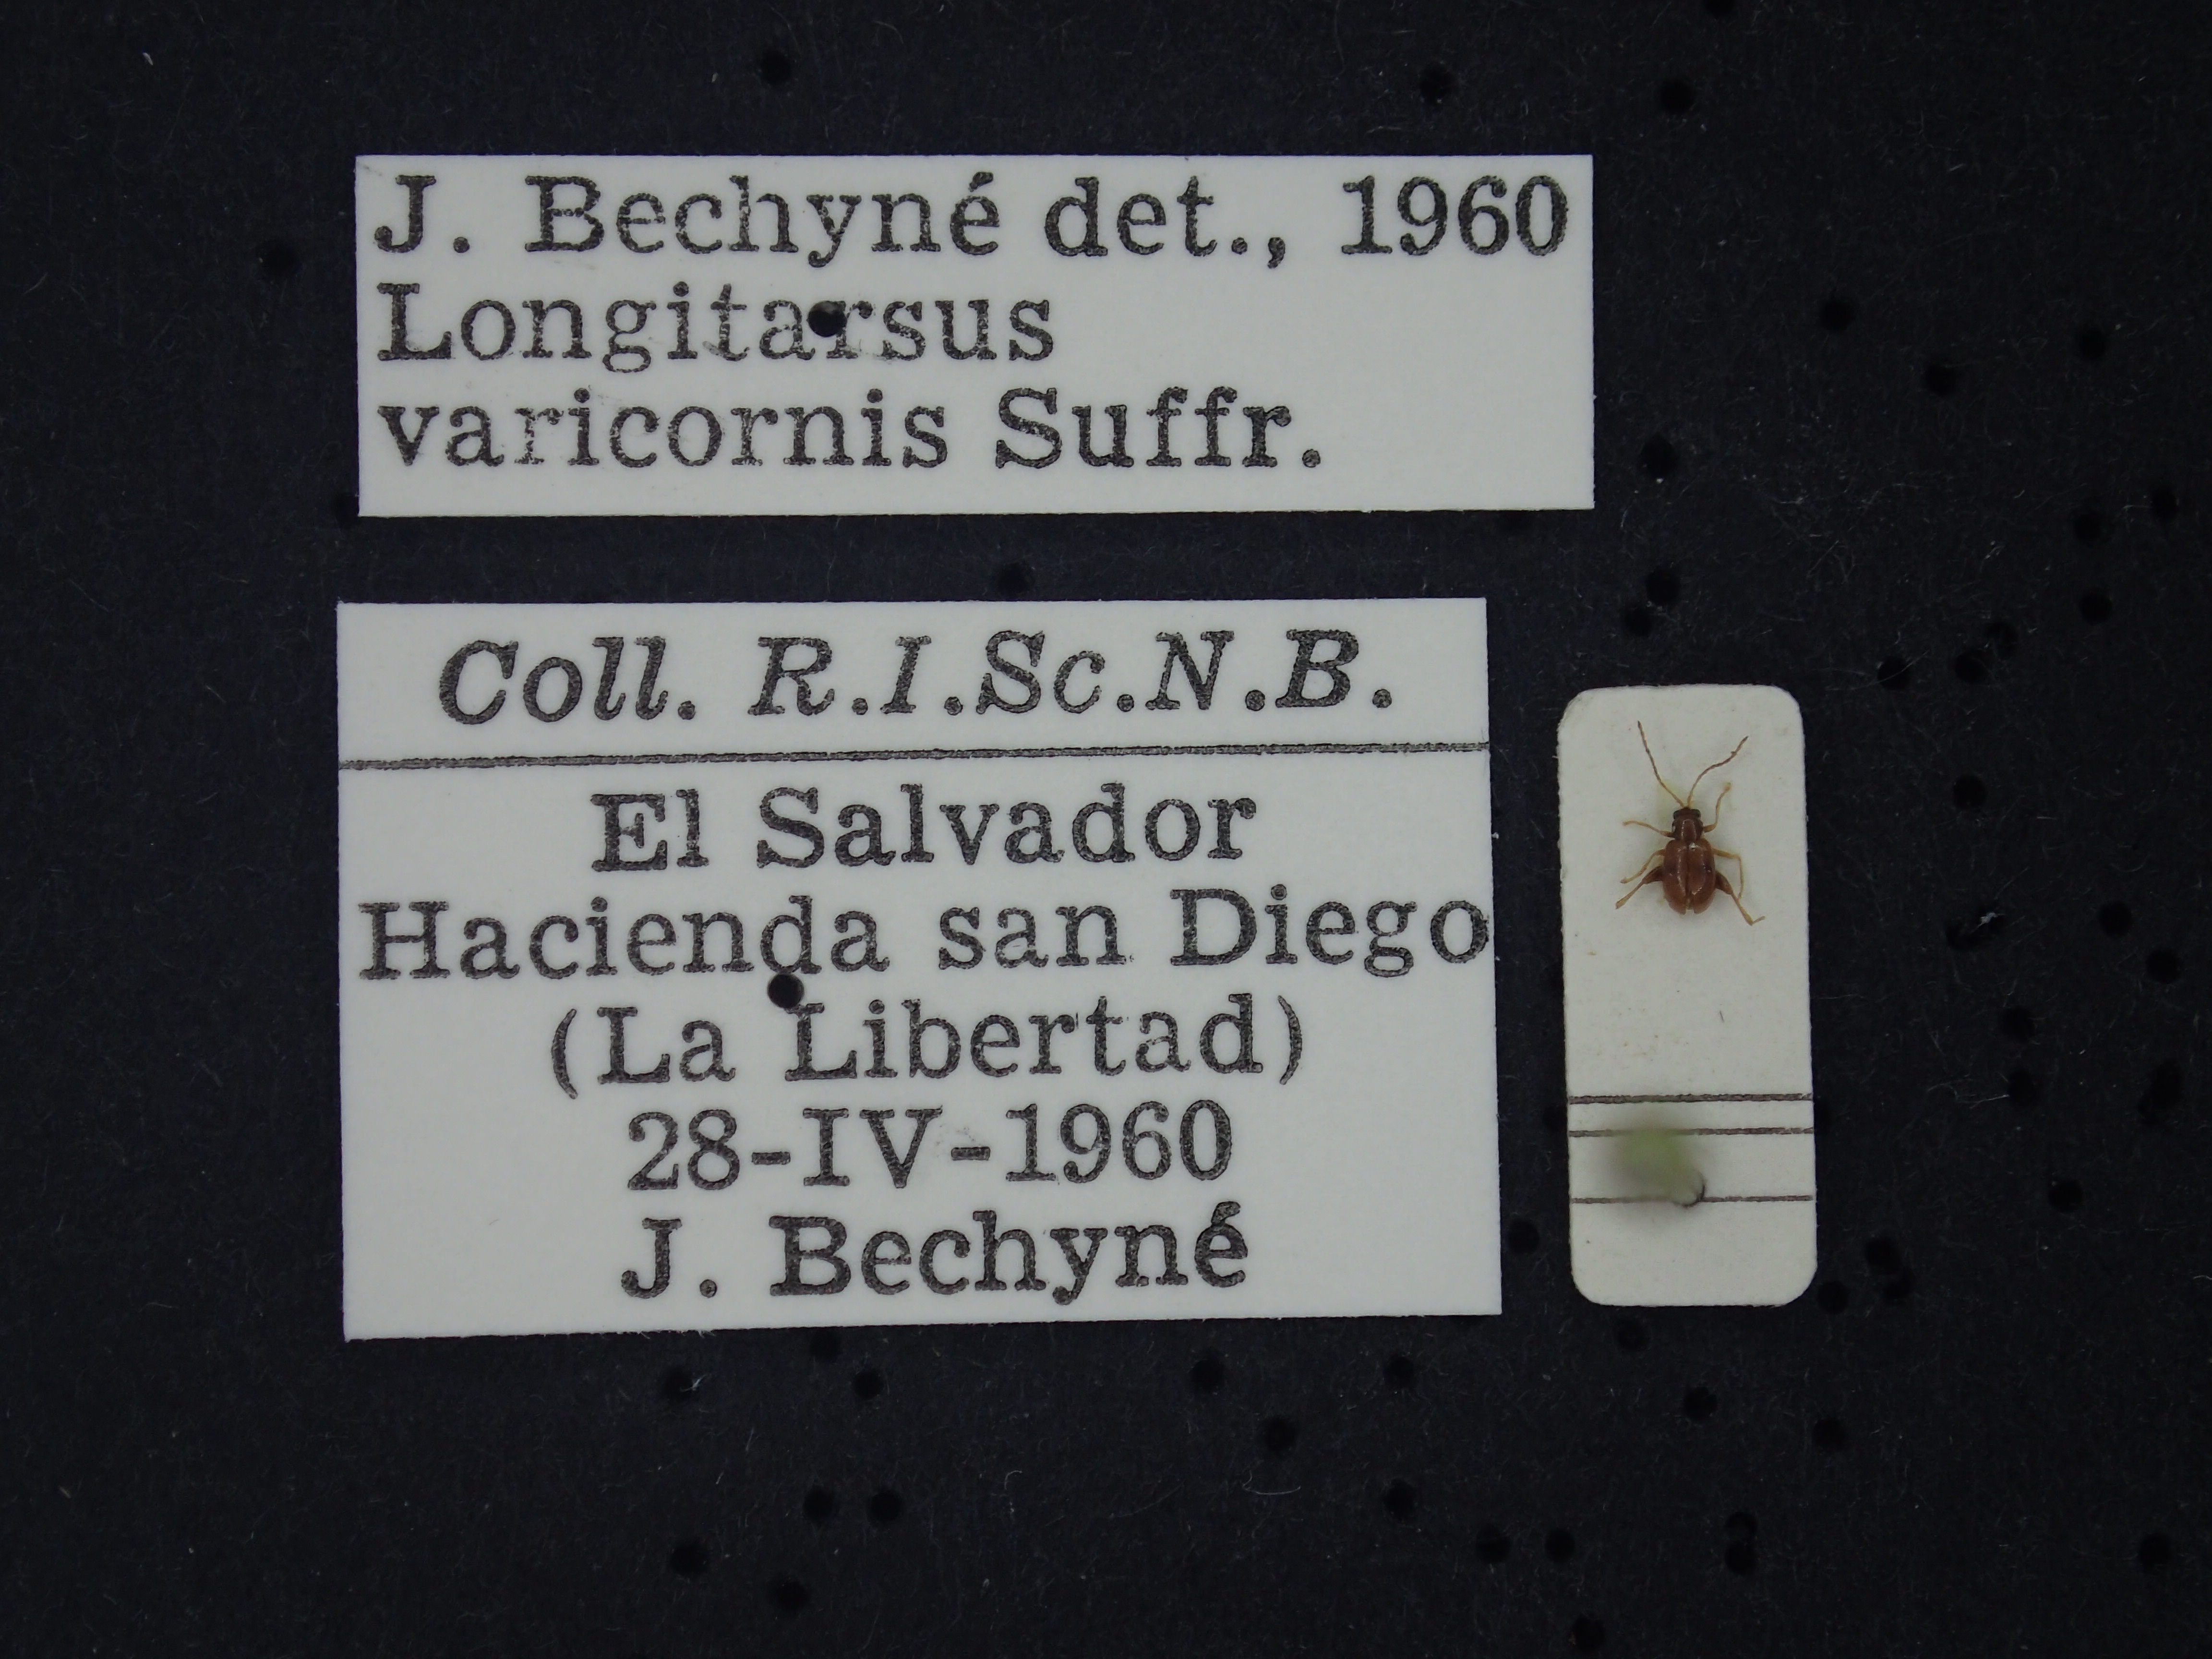 J. Bechyné det., 1960
Longitarsus
varicornis Suffr.
Coll. R.I.Sc.N.B.
El Salvador
Hacienda san Diego
(La Libertad)
28-IV-1960
J. Bechyné